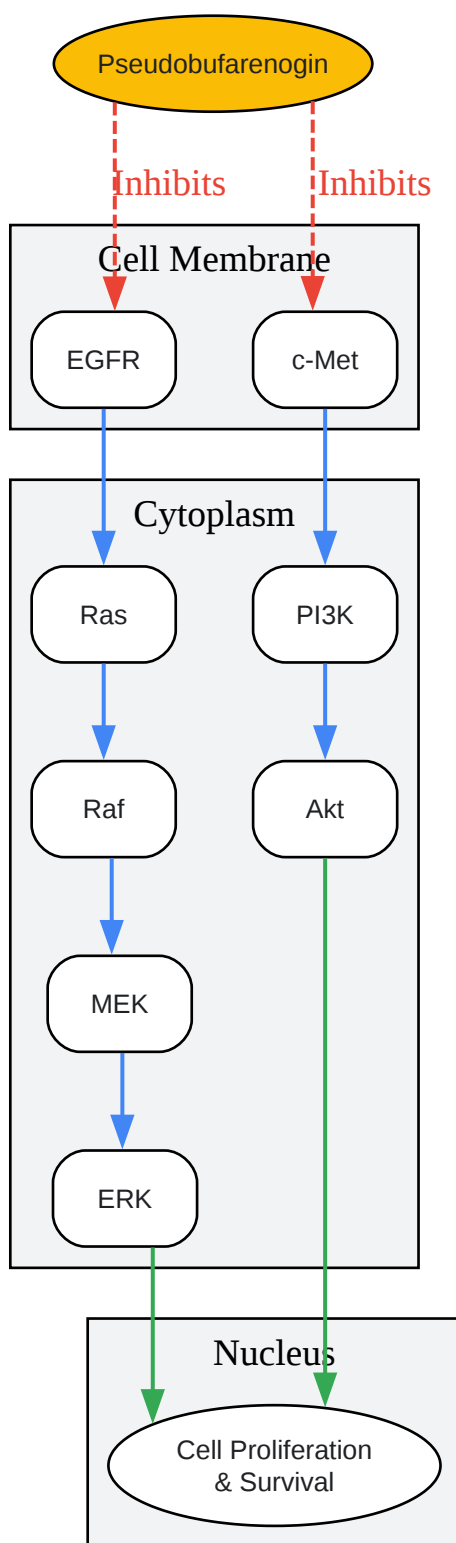 Pseudobufarenogin
Inhibits
Inhibits
Cell Membrane
EGFR
c-Met
Cytoplasm
Ras
PI3K
Raf
Akt
MEK
ERK
Nucleus
Cell Proliferation
& Survival